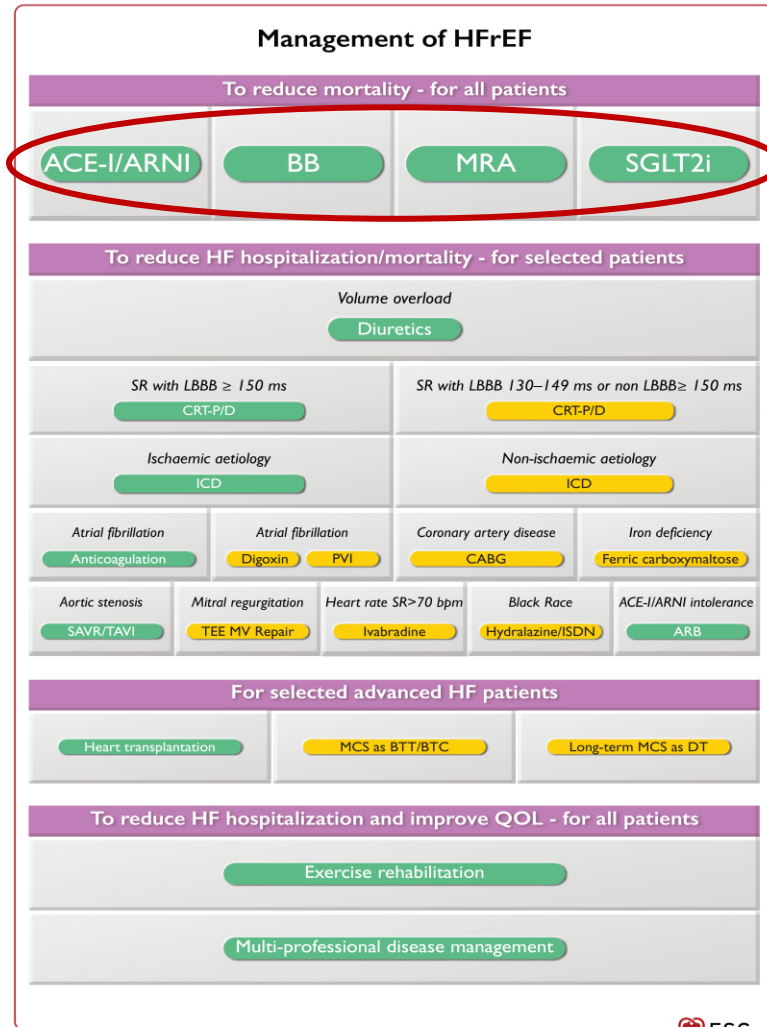 Management of HFrEF
To reduce mortality - for all patients
ACE-I/ARNI BB MRA SGLT2i
To reduce HF hospitalization/mortality - for selected patients
Volume overload
Diuretics
SR with LBBB ≥ 150 ms SR with LBBB 130–149 ms or non LBBB≥ 150 ms
CRT-P/D CRT-P/D
Ischaemic aetiology Non-ischaemic aetiology
ICD ICD
Atrial fibrillation Atrial fibrillation Coronary artery disease Iron deficiency
Anticoagulation Digoxin PVI CABG Ferric carboxymaltose
Aortic stenosis Mitral regurgitation Heart rate SR>70 bpm Black Race ACE-I/ARNI intolerance
SAVR/TAVI TEE MV Repair Ivabradine Hydralazine/ISDN ARB
For selected advanced HF patients
Heart transplantation MCS as BTT/BTC Long-term MCS as DT
To reduce HF hospitalization and improve QOL - for all patients
Exercise rehabilitation
Multi-professional disease management